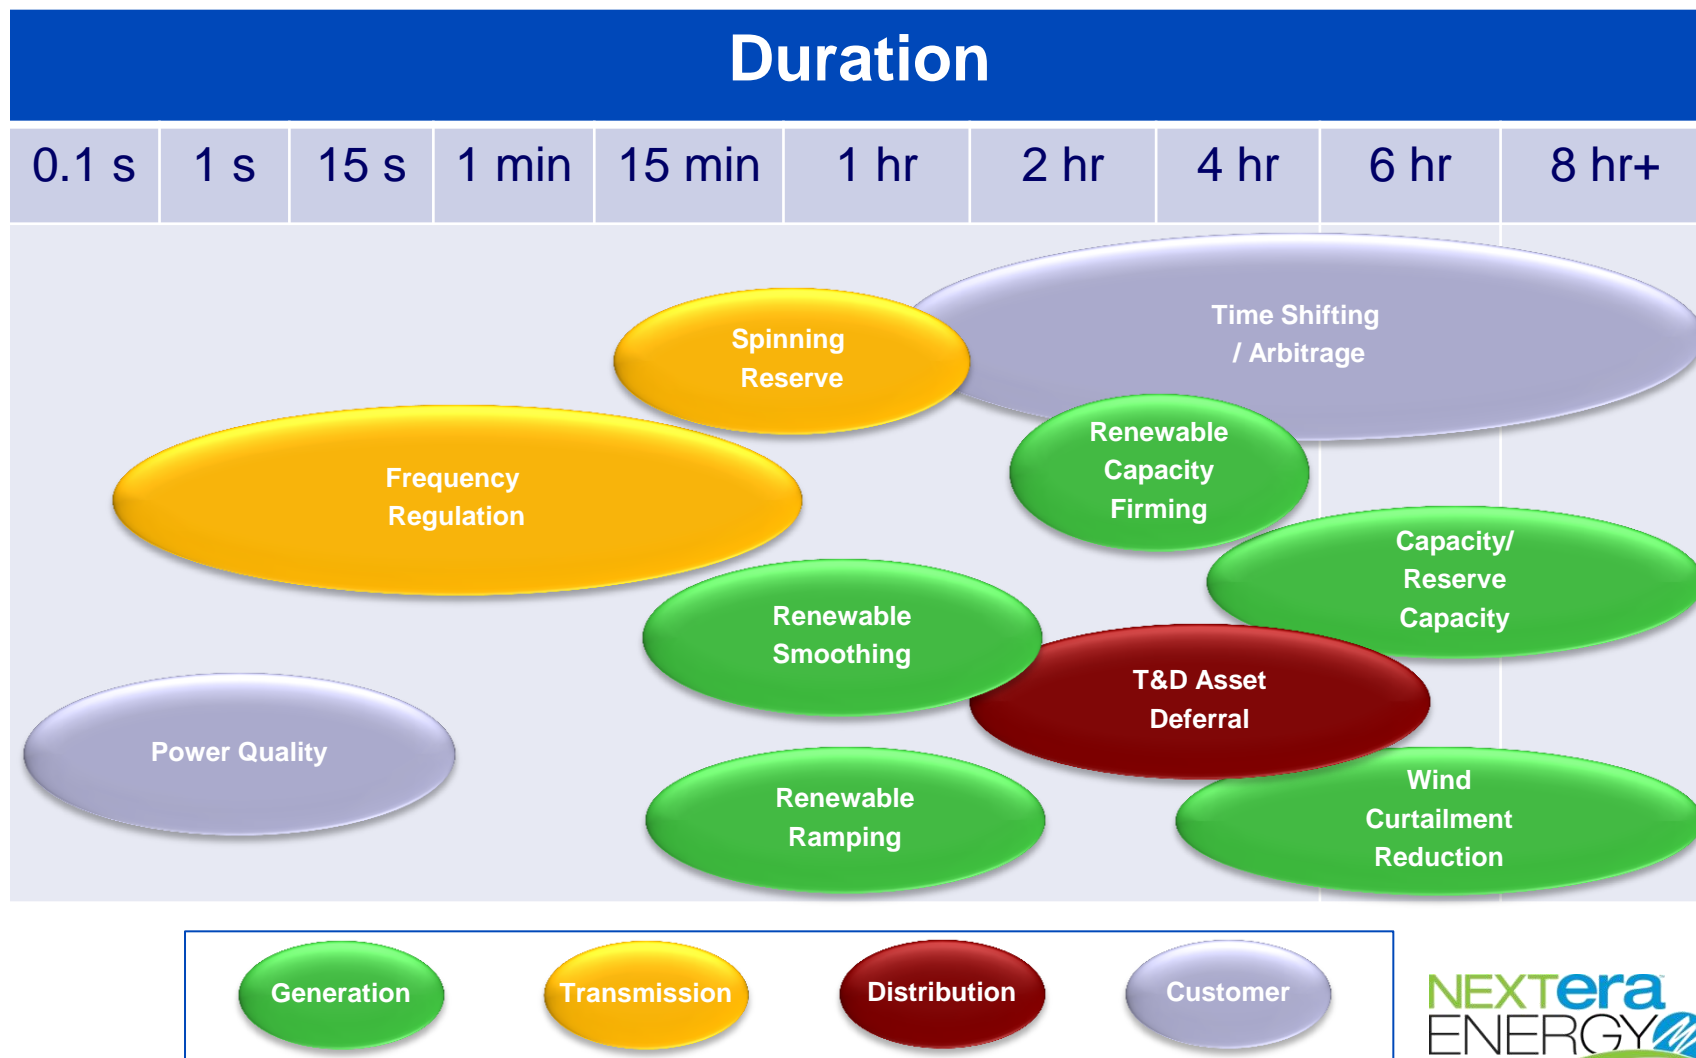 Duration
0.1 s 1 s 15 s 1 min 15 min 1 hr 2 hr 4 hr 6 hr 8 hr+
Time Shifting
/ Arbitrage
Spinning
Reserve
Renewable
Capacity
Firming
Frequency
Regulation
Capacity/
Reserve
Capacity
Renewable
Smoothing
T&D Asset
Deferral
Power Quality
Renewable
Ramping
Wind
Curtailment
Reduction
Generation Transmission Distribution Customer
NEXTera
ENERGY